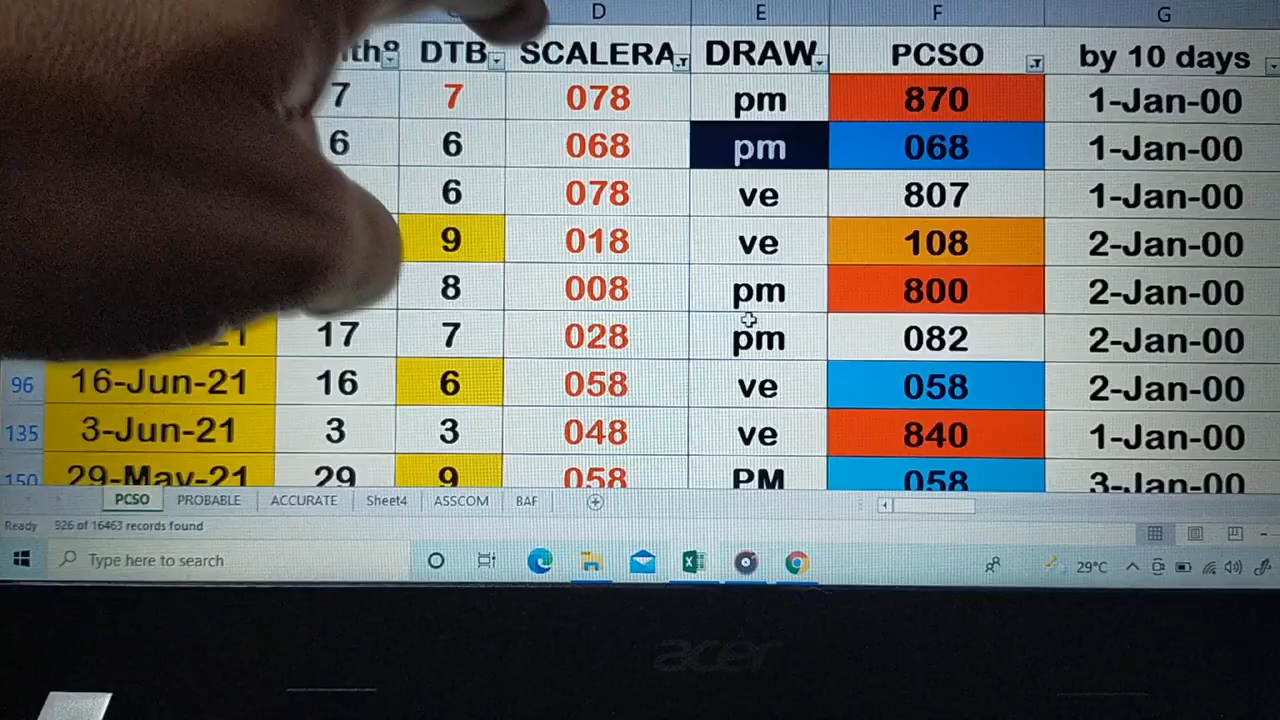 D E F G
DTB SCALERA DRAW PCSO by 10 days
7 7 078 pm 870 1-Jan-00
6 6 068 pm 068 1-Jan-00
6 078 ve 807 1-Jan-00
9 018 ve 108 2-Jan-00
8 008 pm 800 2-Jan-00
17 7 028 pm 082 2-Jan-00
96 16-Jun-21 16 6 058 ve 058 2-Jan-00
135 3-Jun-21 3 3 048 ve 840 1-Jan-00
150 29-May-21 29 9 058 PM 058 3-Jan-00
PCSO PROBABLE ACCURATE Sheet4 ASSCOM BAF
Ready 926 of 16463 records found
Type here to search 29°C
acer